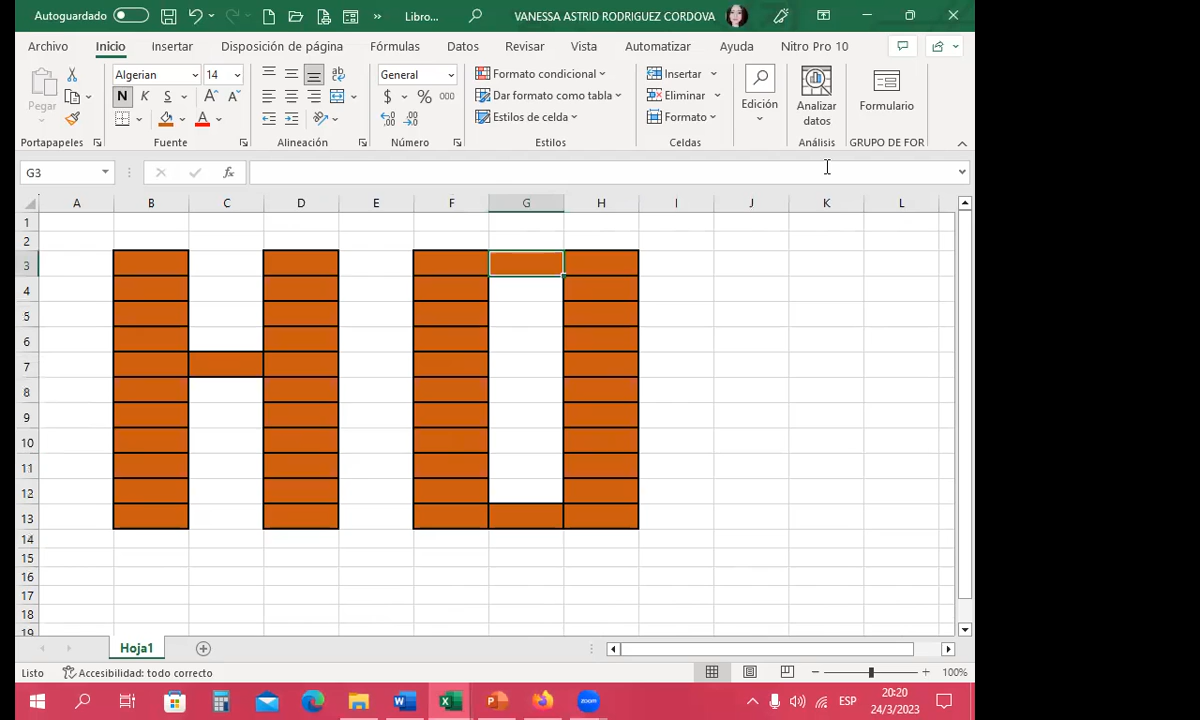 Autoguardado
Libro...
VANESSA ASTRID RODRIGUEZ CORDOVA
Archivo Inicio Insertar Disposición de página Fórmulas Datos Revisar Vista Automatizar Ayuda Nitro Pro 10
Pegar
Algerian 14
N K S
General
$ % 000
Formato condicional
Dar formato como tabla
Estilos de celda
Insertar
Eliminar
Formato
Edición
Analizar datos
Formulario
Portapapeles Fuente Alineación Número Estilos Celdas Análisis GRUPO DE FOR
G3 fx
A B C D E F G H I J K L
1
2
3
4
5
6
7
8
9
10
11
12
13
14
15
16
17
18
19
Hoja1
Listo Accesibilidad: todo correcto 100%
ESP
20:20
24/3/2023
zoom